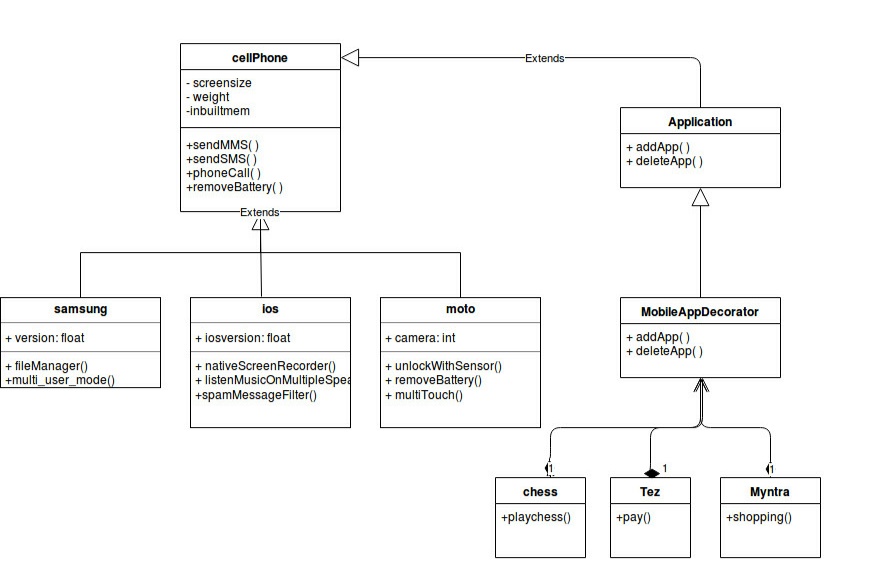 cellPhone
- screensize
- weight
-inbuiltmem
+sendMMS( )
+sendSMS( )
+phoneCall( )
+removeBattery( )
Extends
Extends
Application
+ addApp( )
+ deleteApp( )
samsung
+ version: float
+ fileManager()
+multi_user_mode()
ios
+ iosversion: float
+ nativeScreenRecorder()
+ listenMusicOnMultipleSpea
+spamMessageFilter()
moto
+ camera: int
+ unlockWithSensor()
+ removeBattery()
+ multiTouch()
MobileAppDecorator
+ addApp( )
+ deleteApp( )
1
1
1
chess
+playchess()
Tez
+pay()
Myntra
+shopping()